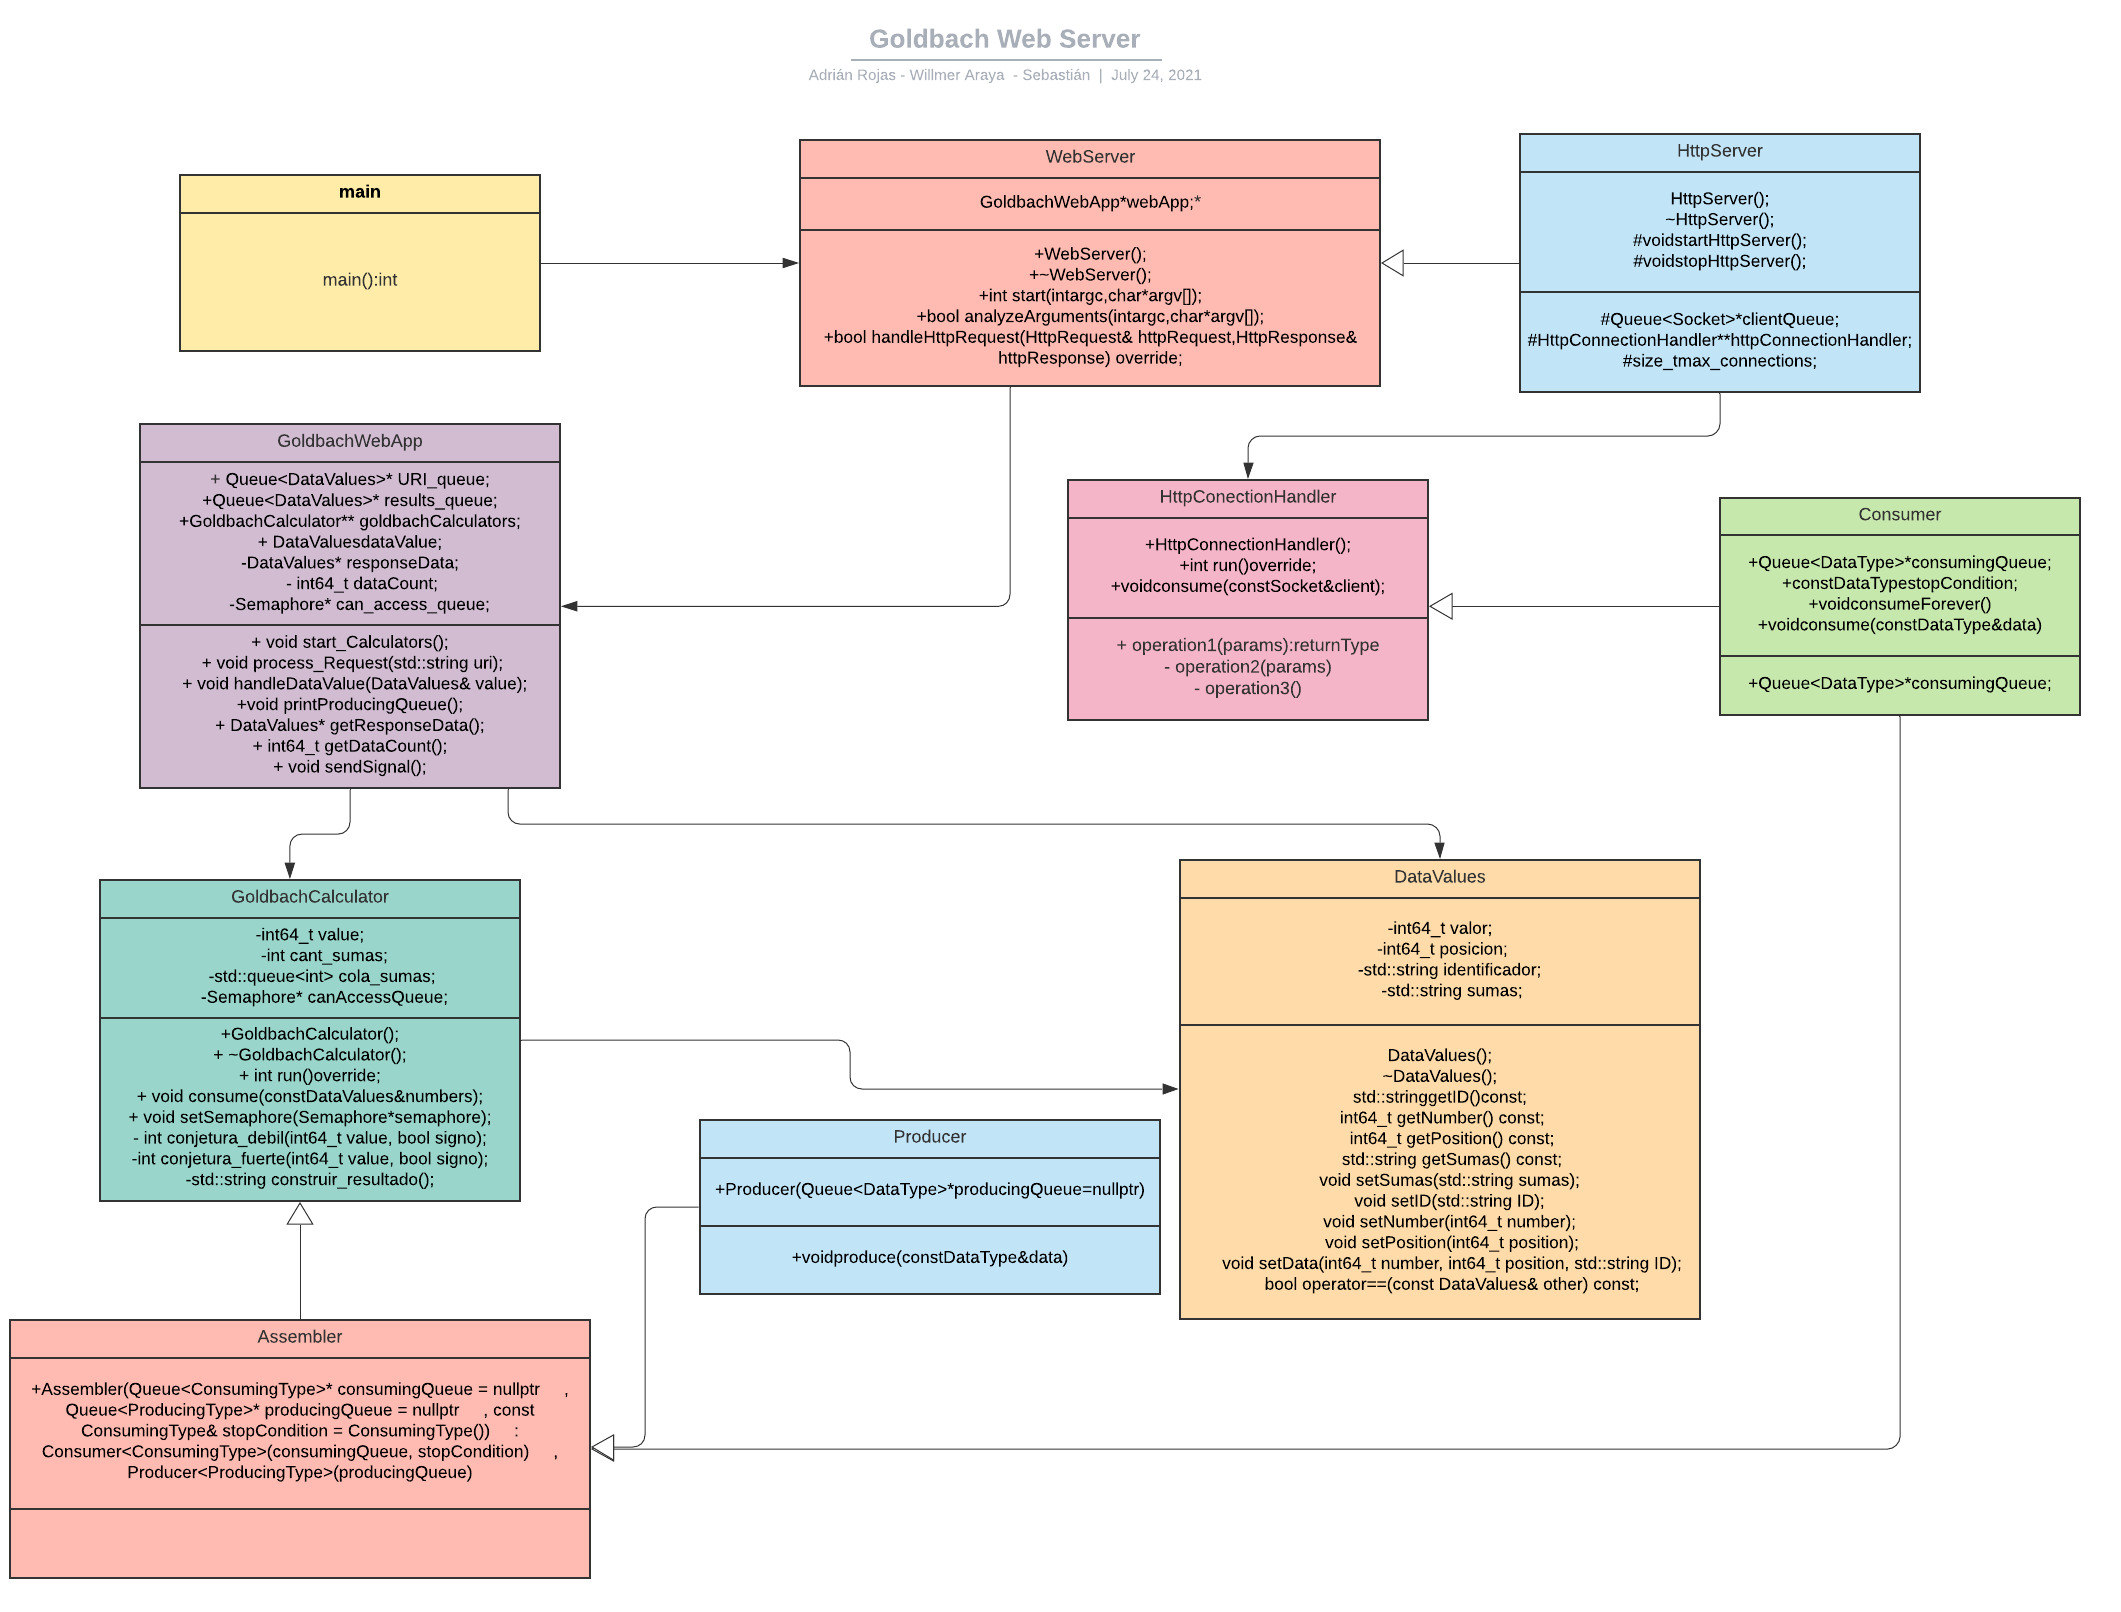 Goldbach Web Server
Adrián Rojas - Willmer Araya  - Sebastián  |  July 24, 2021
main
main():int
WebServer
GoldbachWebApp*webApp;*
+WebServer();
+~WebServer();
+int start(intargc,char*argv[]);
+bool analyzeArguments(intargc,char*argv[]);
+bool handleHttpRequest(HttpRequest& httpRequest,HttpResponse&
httpResponse) override;
HttpServer
HttpServer();
~HttpServer();
#voidstartHttpServer();
#voidstopHttpServer();
#Queue<Socket>*clientQueue;
#HttpConnectionHandler**httpConnectionHandler;
#size_tmax_connections;
GoldbachWebApp
+ Queue<DataValues>* URI_queue;
+Queue<DataValues>* results_queue;
+GoldbachCalculator** goldbachCalculators;
+ DataValuesdataValue;
-DataValues* responseData;
- int64_t dataCount;
-Semaphore* can_access_queue;
+ void start_Calculators();
+ void process_Request(std::string uri);
+ void handleDataValue(DataValues& value);
+void printProducingQueue();
+ DataValues* getResponseData();
+ int64_t getDataCount();
+ void sendSignal();
HttpConectionHandler
+HttpConnectionHandler();
+int run()override;
+voidconsume(constSocket&client);
+ operation1(params):returnType
- operation2(params)
- operation3()
Consumer
+Queue<DataType>*consumingQueue;
+constDataTypestopCondition;
+voidconsumeForever()
+voidconsume(constDataType&data)
+Queue<DataType>*consumingQueue;
GoldbachCalculator
-int64_t value;
-int cant_sumas;
-std::queue<int> cola_sumas;
-Semaphore* canAccessQueue;
+GoldbachCalculator();
+ ~GoldbachCalculator();
+ int run()override;
+ void consume(constDataValues&numbers);
+ void setSemaphore(Semaphore*semaphore);
- int conjetura_debil(int64_t value, bool signo);
-int conjetura_fuerte(int64_t value, bool signo);
-std::string construir_resultado();
DataValues
-int64_t valor;
-int64_t posicion;
-std::string identificador;
-std::string sumas;
DataValues();
~DataValues();
std::stringgetID()const;
int64_t getNumber() const;
int64_t getPosition() const;
std::string getSumas() const;
void setSumas(std::string sumas);
void setID(std::string ID);
void setNumber(int64_t number);
void setPosition(int64_t position);
void setData(int64_t number, int64_t position, std::string ID);
bool operator==(const DataValues& other) const;
Producer
+Producer(Queue<DataType>*producingQueue=nullptr)
+voidproduce(constDataType&data)
Assembler
+Assembler(Queue<ConsumingType>* consumingQueue = nullptr     ,
Queue<ProducingType>* producingQueue = nullptr     , const
ConsumingType& stopCondition = ConsumingType())     :
Consumer<ConsumingType>(consumingQueue, stopCondition)     ,
Producer<ProducingType>(producingQueue)